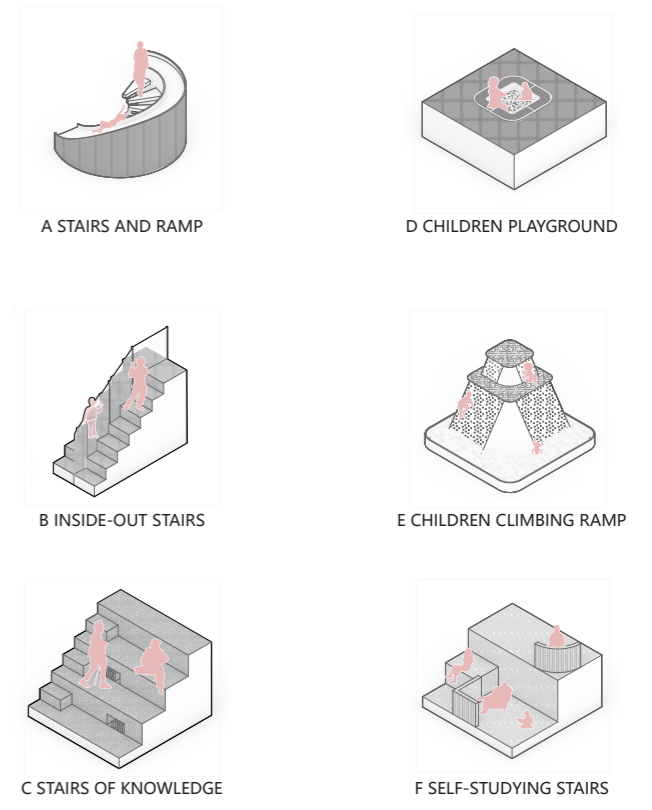 A STAIRS AND RAMP
D CHILDREN PLAYGROUND
B INSIDE-OUT STAIRS
E CHILDREN CLIMBING RAMP
C STAIRS OF KNOWLEDGE
F SELF-STUDYING STAIRS